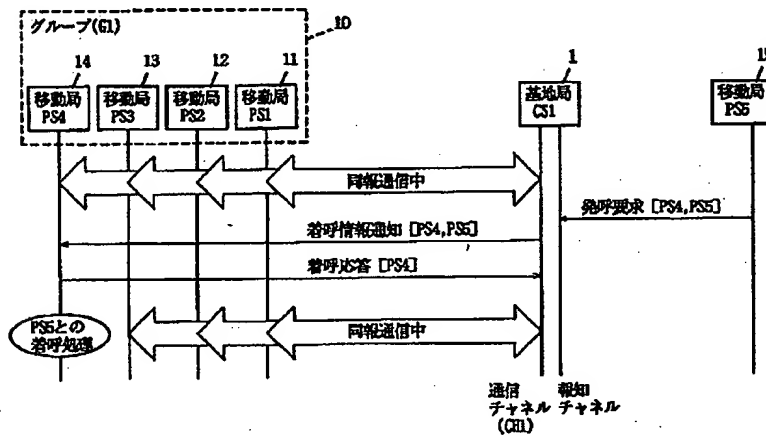 グループ(G1)
10
14
13
12
11
1
移動局
PS4
移動局
PS3
移動局
PS2
移動局
PS1
基地局
CS1
移動局
PS5
同報通信中
発呼要求 [PS4,PS5]
着呼情報通知 [PS4,PS5]
着呼応答 [PS4]
PS5との
着呼処理
同報通信中
通信
チャネル
(CH1)
報知
チャネル